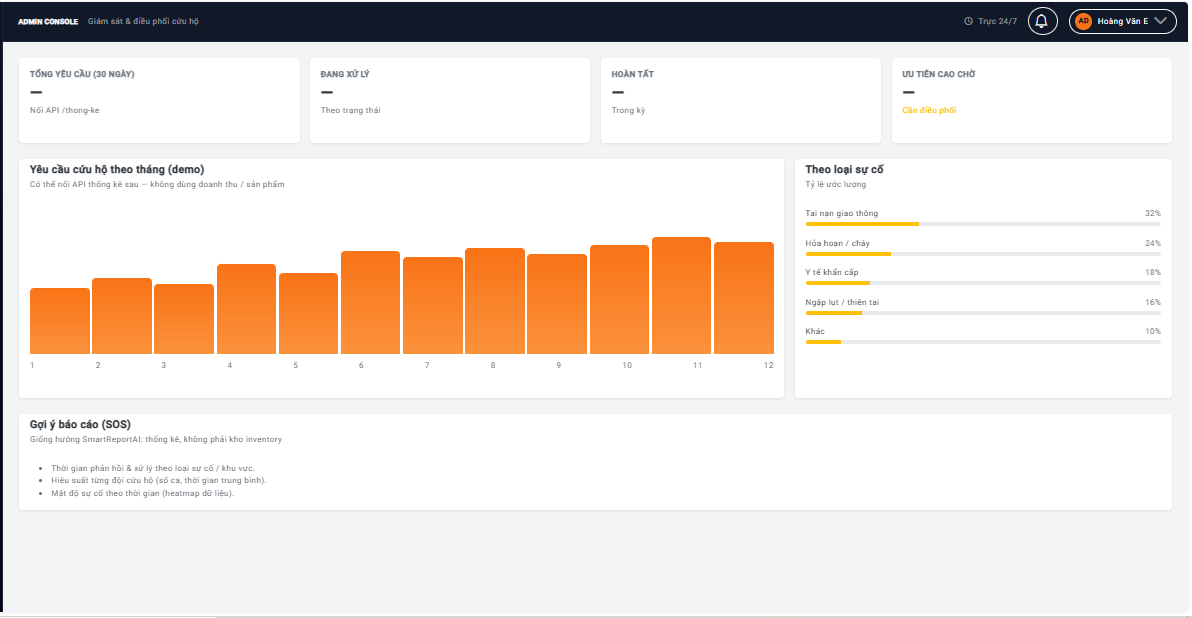 ADMIN CONSOLE Giám sát & điều phối cứu hộ
Trực 24/7
AD Hoàng Văn E
TỔNG YÊU CẦU (30 NGÀY)
—
Nối API /thong-ke
ĐANG XỬ LÝ
—
Theo trạng thái
HOÀN TẤT
—
Trong kỳ
ƯU TIÊN CAO CHỜ
—
Cần điều phối
Yêu cầu cứu hộ theo tháng (demo)
Có thể nối API thống kê sau — không dùng doanh thu / sản phẩm
1 2 3 4 5 6 7 8 9 10 11 12
Theo loại sự cố
Tỷ lệ ước lượng
Tai nạn giao thông 32%
Hỏa hoạn / cháy 24%
Y tế khẩn cấp 18%
Ngập lụt / thiên tai 16%
Khác 10%
Gợi ý báo cáo (SOS)
Giống hướng SmartReportAI: thống kê, không phải kho inventory
• Thời gian phản hồi & xử lý theo loại sự cố / khu vực.
• Hiệu suất từng đội cứu hộ (số ca, thời gian trung bình).
• Mật độ sự cố theo thời gian (heatmap dữ liệu).